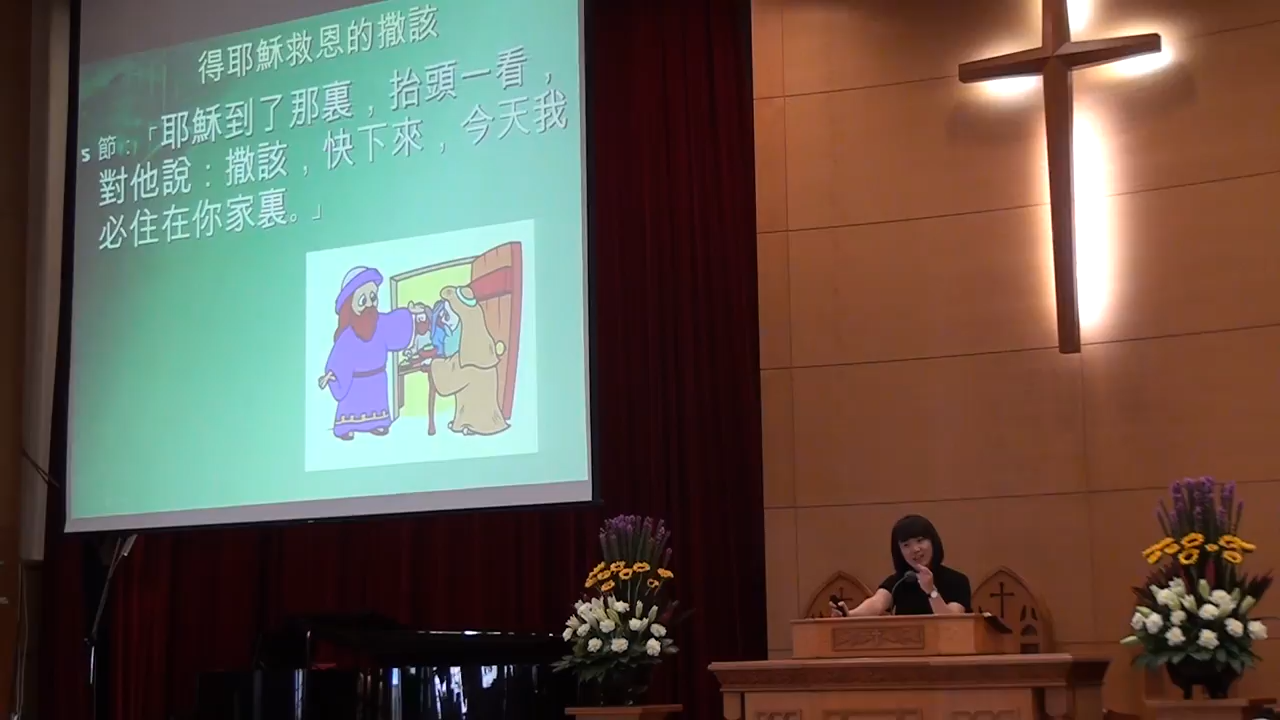 得耶穌救恩的撒該
5 節：「耶穌到了那裏，抬頭一看，
對他說：撒該，快下來，今天我
必住在你家裏。」